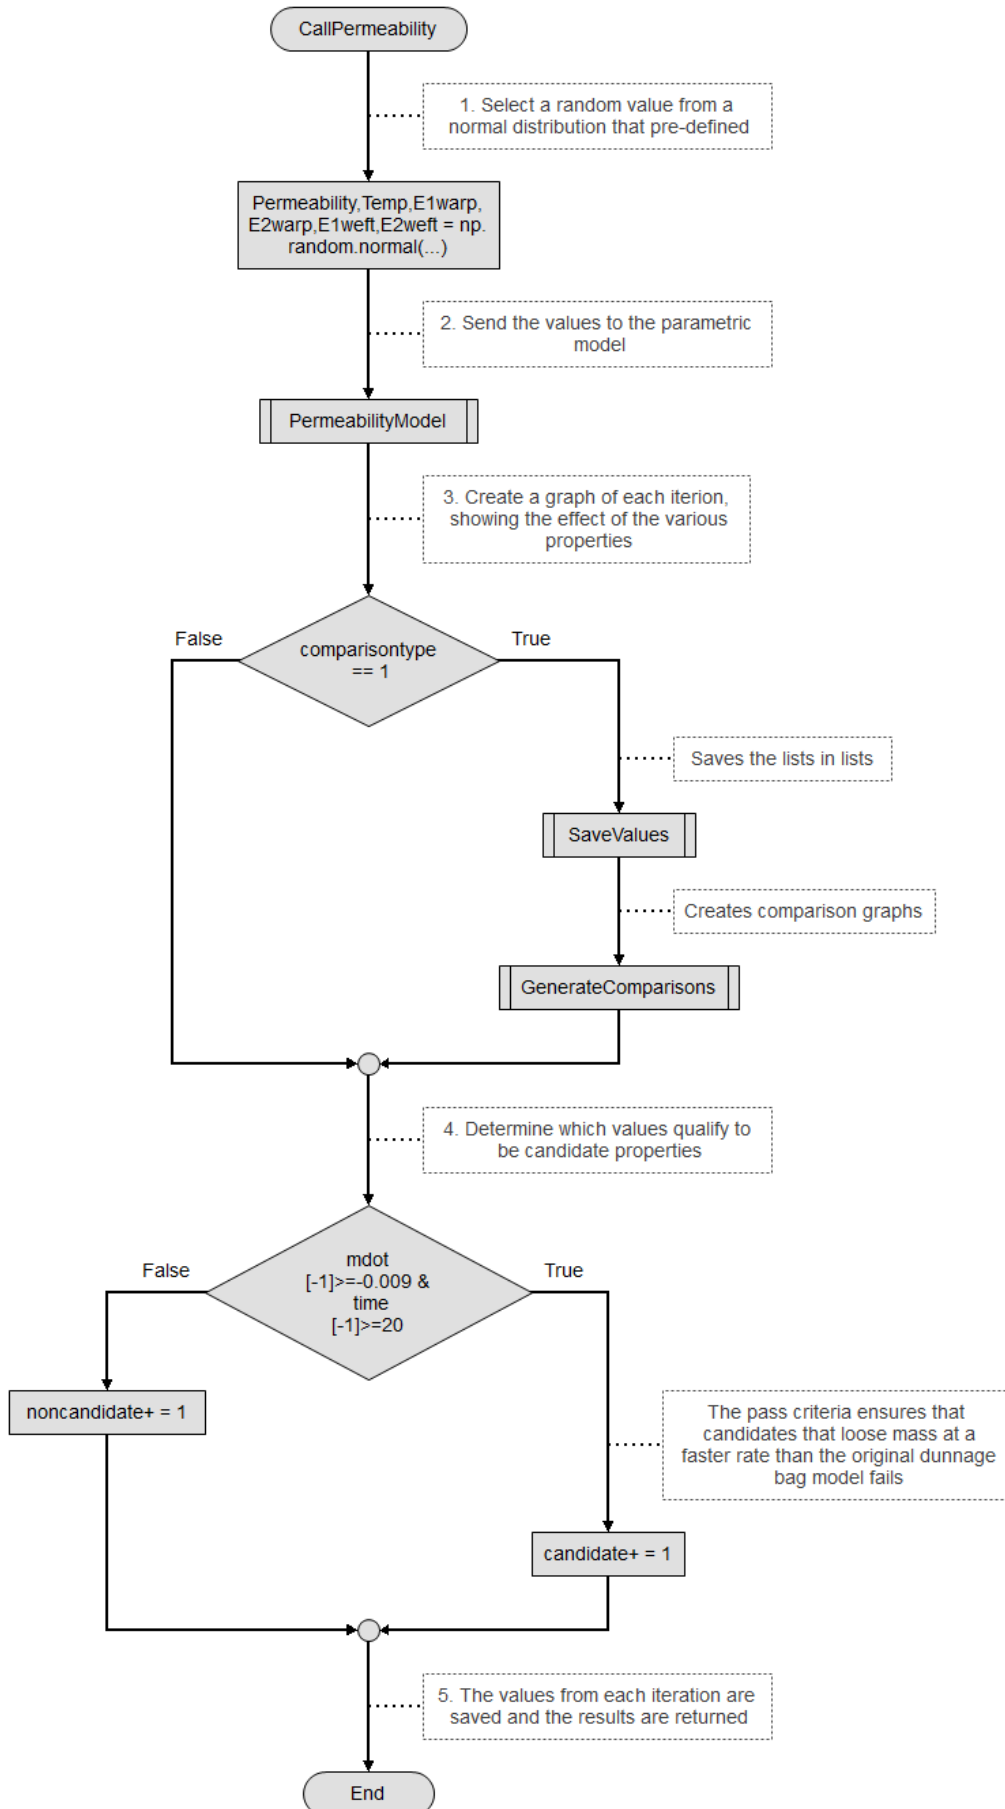 CallPermeability
1. Select a random value from a
normal distribution that pre-defined
Permeability,Temp,E1warp,
E2warp,E1weft,E2weft = np.
random.normal(...)
2. Send the values to the parametric
model
PermeabilityModel
3. Create a graph of each iterion,
showing the effect of the various
properties
False
True
comparisontype
== 1
Saves the lists in lists
SaveValues
Creates comparison graphs
GenerateComparisons
4. Determine which values qualify to
be candidate properties
False
True
mdot
[-1]>=-0.009 &
time
[-1]>=20
noncandidate+ = 1
The pass criteria ensures that
candidates that loose mass at a
faster rate than the original dunnage
bag model fails
candidate+ = 1
5. The values from each iteration are
saved and the results are returned
End